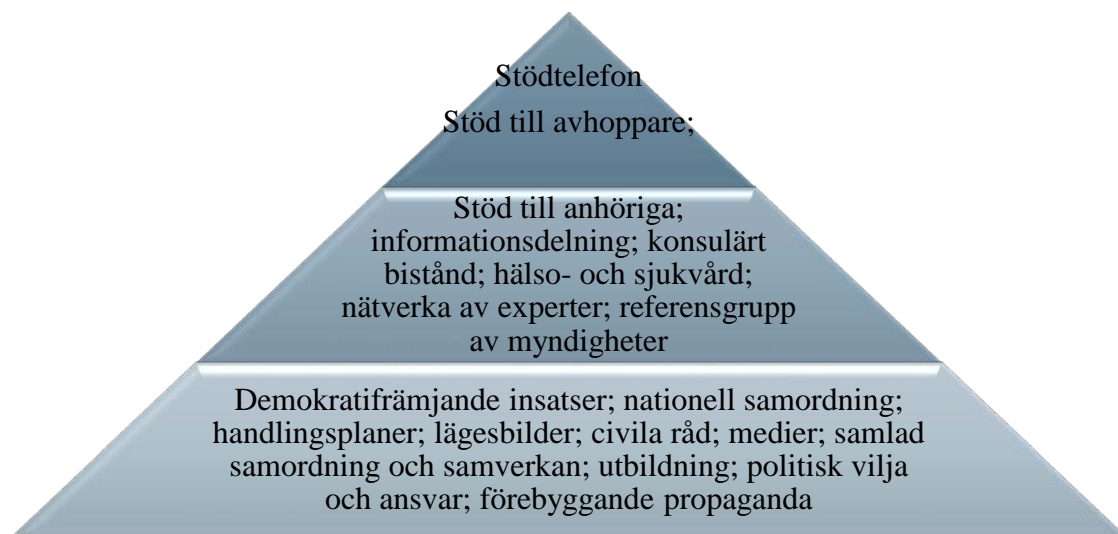 Stödtelefon
Stöd till avhoppare;
Stöd till anhöriga;
informationsdelning; konsulärt
bistånd; hälso- och sjukvård;
nätverka av experter; referensgrupp
av myndigheter
Demokratifrämjande insatser; nationell samordning;
handlingsplaner; lägesbilder; civila råd; medier; samlad
samordning och samverkan; utbildning; politisk vilja
och ansvar; förebyggande propaganda